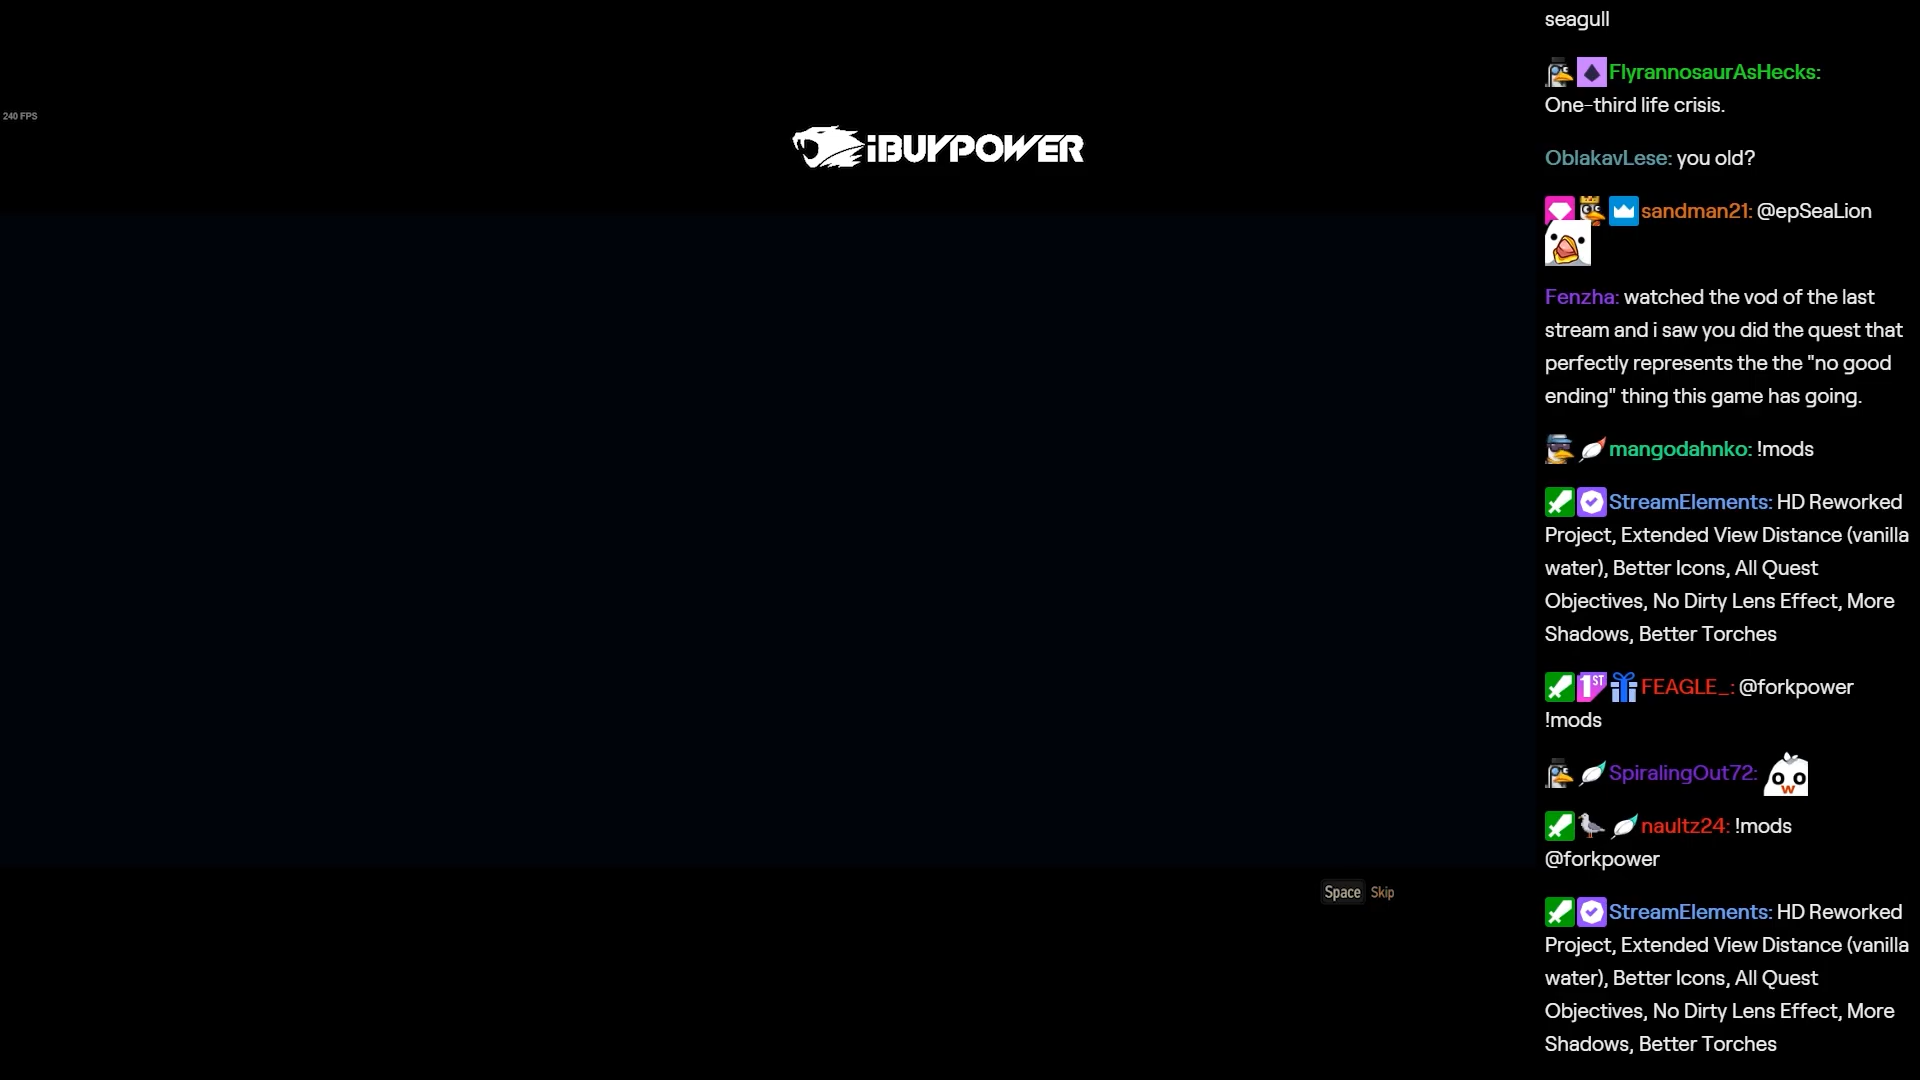 240 FPS
iBUYPOWER
Space Skip
seagull
FlyrannosaurAsHecks:
One-third life crisis.
OblakavLese: you old?
sandman21: @epSeaLion
Fenzha: watched the vod of the last
stream and i saw you did the quest that
perfectly represents the the "no good
ending" thing this game has going.
mangodahnko: !mods
StreamElements: HD Reworked
Project, Extended View Distance (vanilla
water), Better Icons, All Quest
Objectives, No Dirty Lens Effect, More
Shadows, Better Torches
1ST FEAGLE_: @forkpower
!mods
SpiralingOut72:
naultz24: !mods
@forkpower
StreamElements: HD Reworked
Project, Extended View Distance (vanilla
water), Better Icons, All Quest
Objectives, No Dirty Lens Effect, More
Shadows, Better Torches